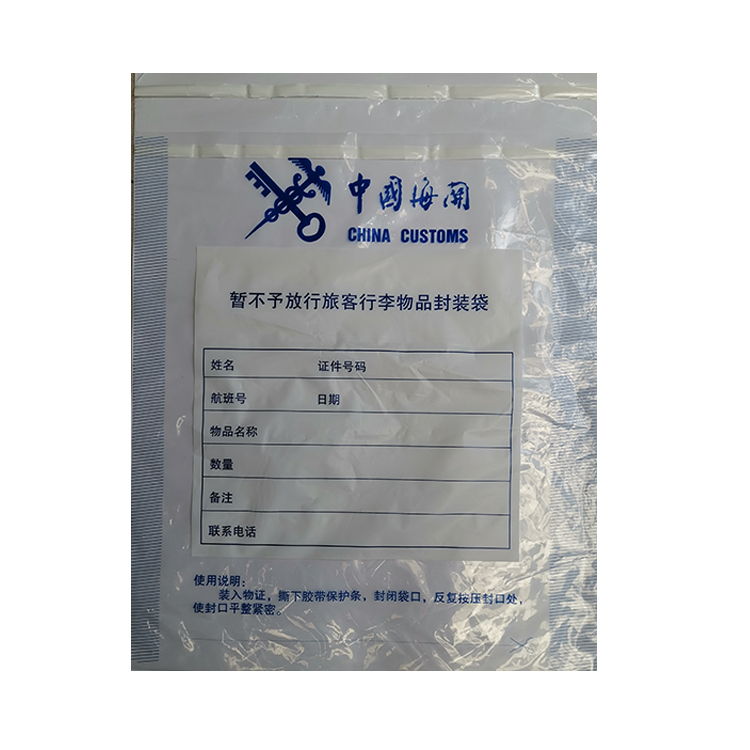 中國海関
CHINA CUSTOMS
暂不予放行旅客行李物品封装袋
姓名 证件号码
航班号 日期
物品名称
数量
备注
联系电话
使用说明：
装入物证，撕下胶带保护条，封闭袋口，反复按压封口处，
使封口平整紧密。